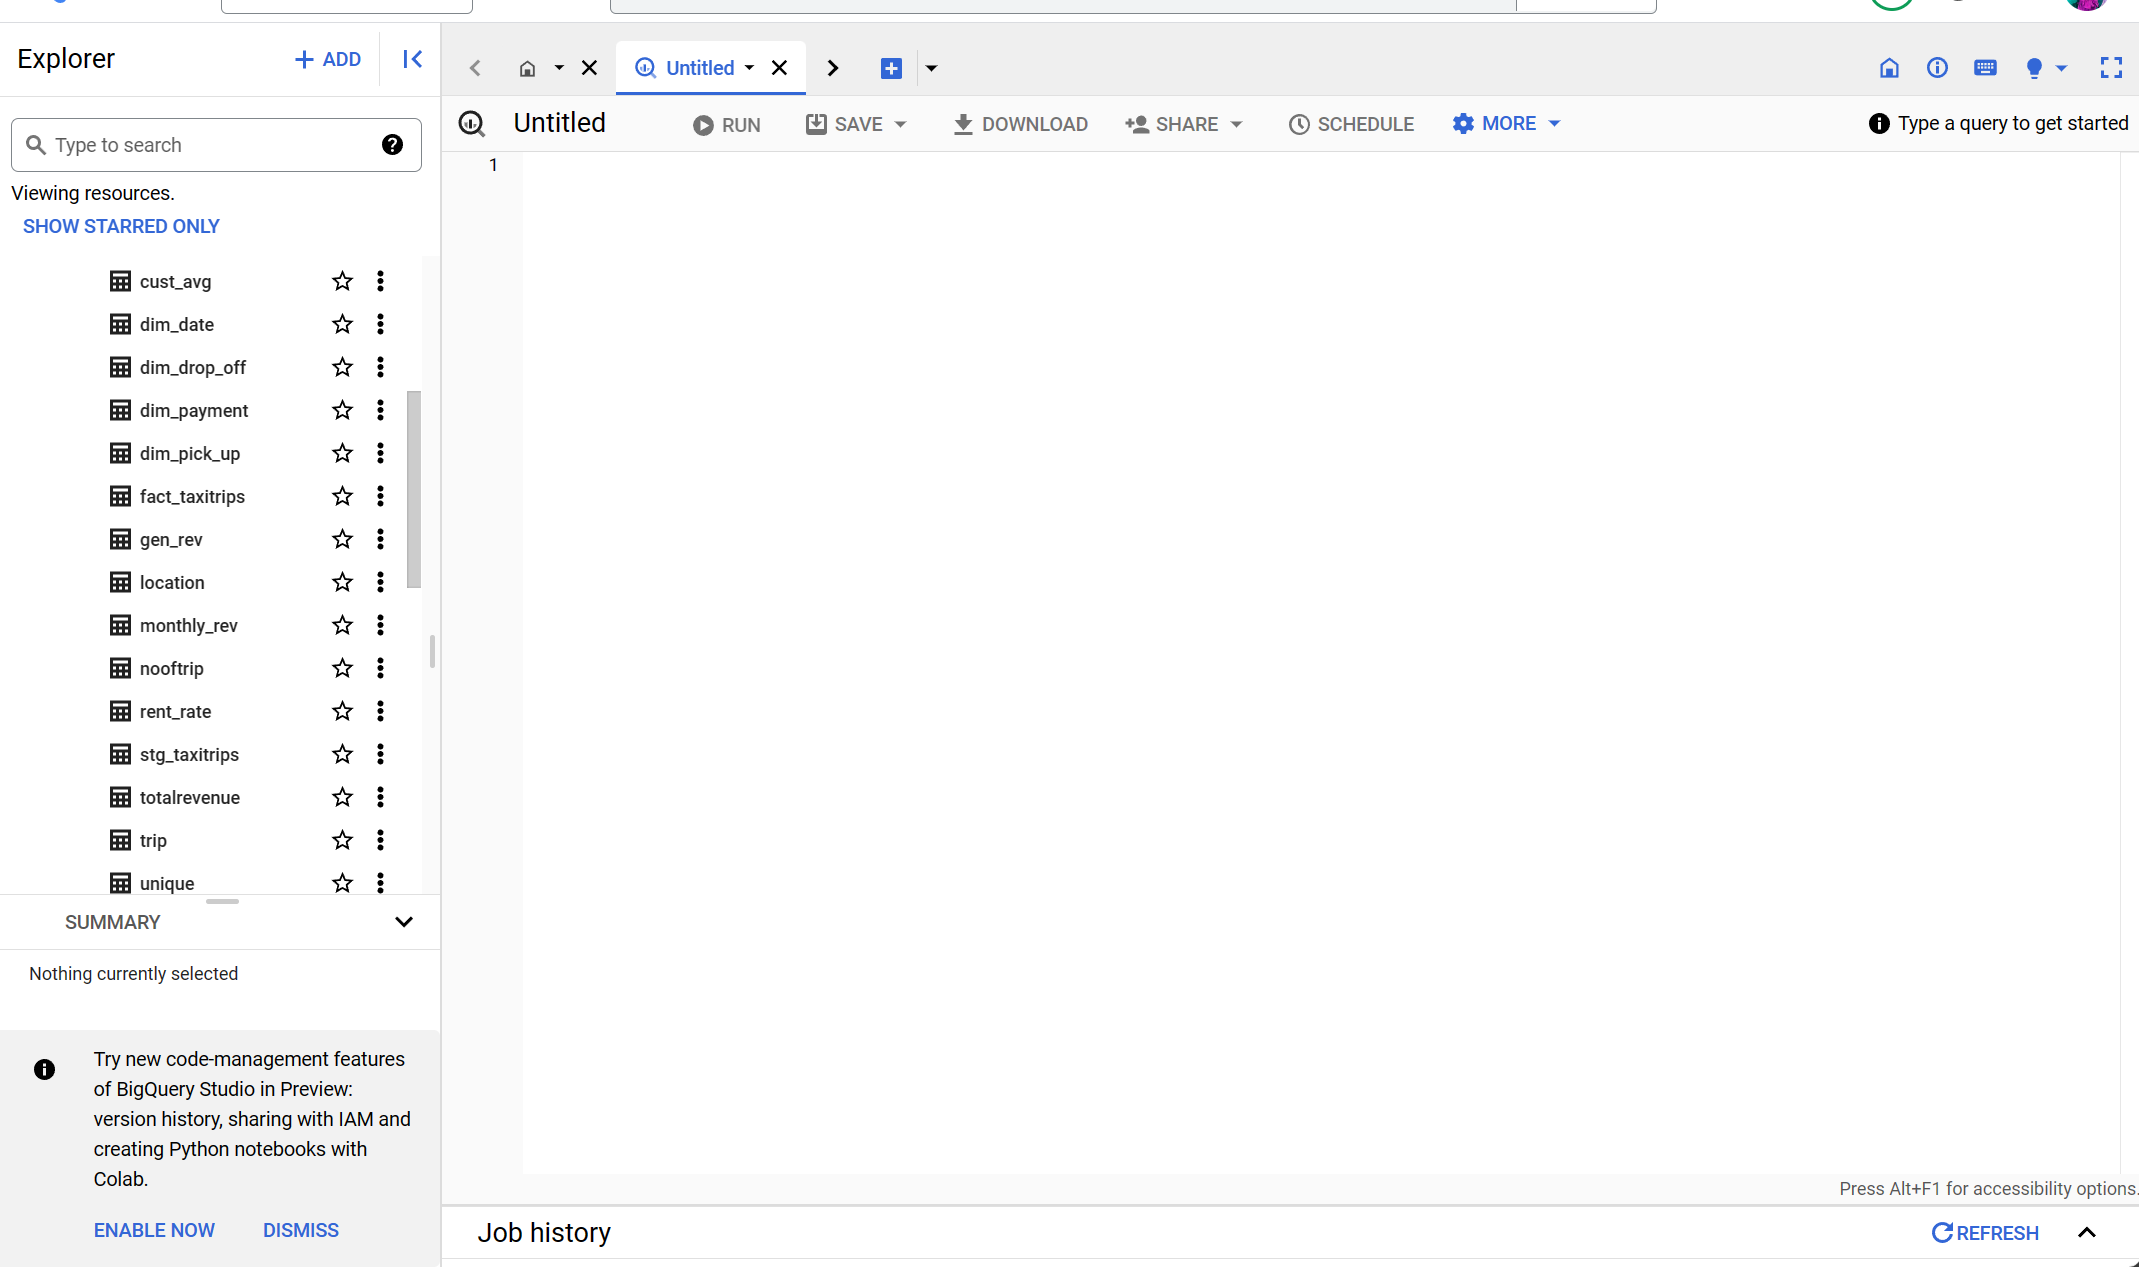 Explorer
ADD
Type to search
Viewing resources.
SHOW STARRED ONLY
cust_avg
dim_date
dim_drop_off
dim_payment
dim_pick_up
fact_taxitrips
gen_rev
location
monthly_rev
nooftrip
rent_rate
stg_taxitrips
totalrevenue
trip
unique
SUMMARY
Nothing currently selected
Try new code-management features
of BigQuery Studio in Preview:
version history, sharing with IAM and
creating Python notebooks with
Colab.
ENABLE NOW DISMISS
Untitled
Untitled RUN SAVE DOWNLOAD SHARE SCHEDULE MORE Type a query to get started
1
Press Alt+F1 for accessibility options.
Job history REFRESH